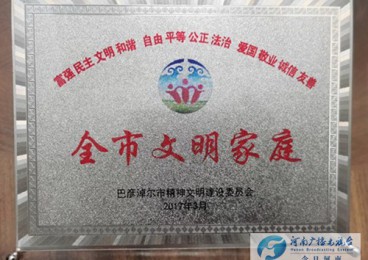 富强 民主 文明 和谐 自由 平等 公正 法治 爱国 敬业 诚信 友善
全市文明家庭
巴彦淖尔市精神文明建设委员会
2017年3月
河南广播电视台